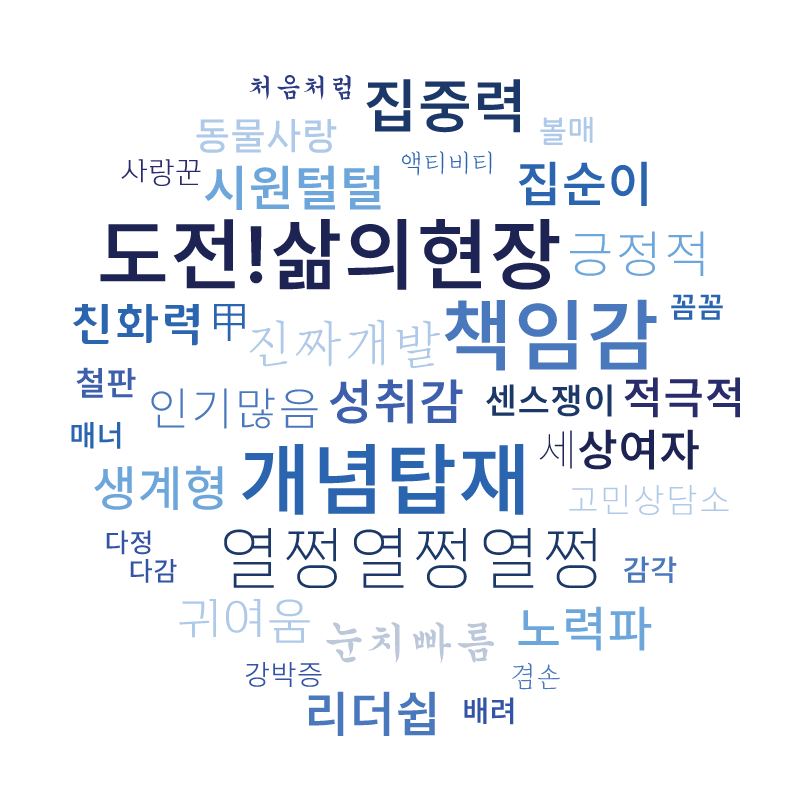 처음처럼 집중력
동물사랑 볼매
사랑꾼 시원털털 액티비티 집순이
도전!삶의현장 긍정적
친화력 甲 진짜개발 책임감 꼼꼼
철판 인기많음 성취감 센스쟁이 적극적
매너
생계형 개념탑재 세상여자
고민상담소
다정
다감 열쩡열쩡열쩡 감각
귀여움 눈치빠름 노력파
강박증 겸손
리더쉽 배려